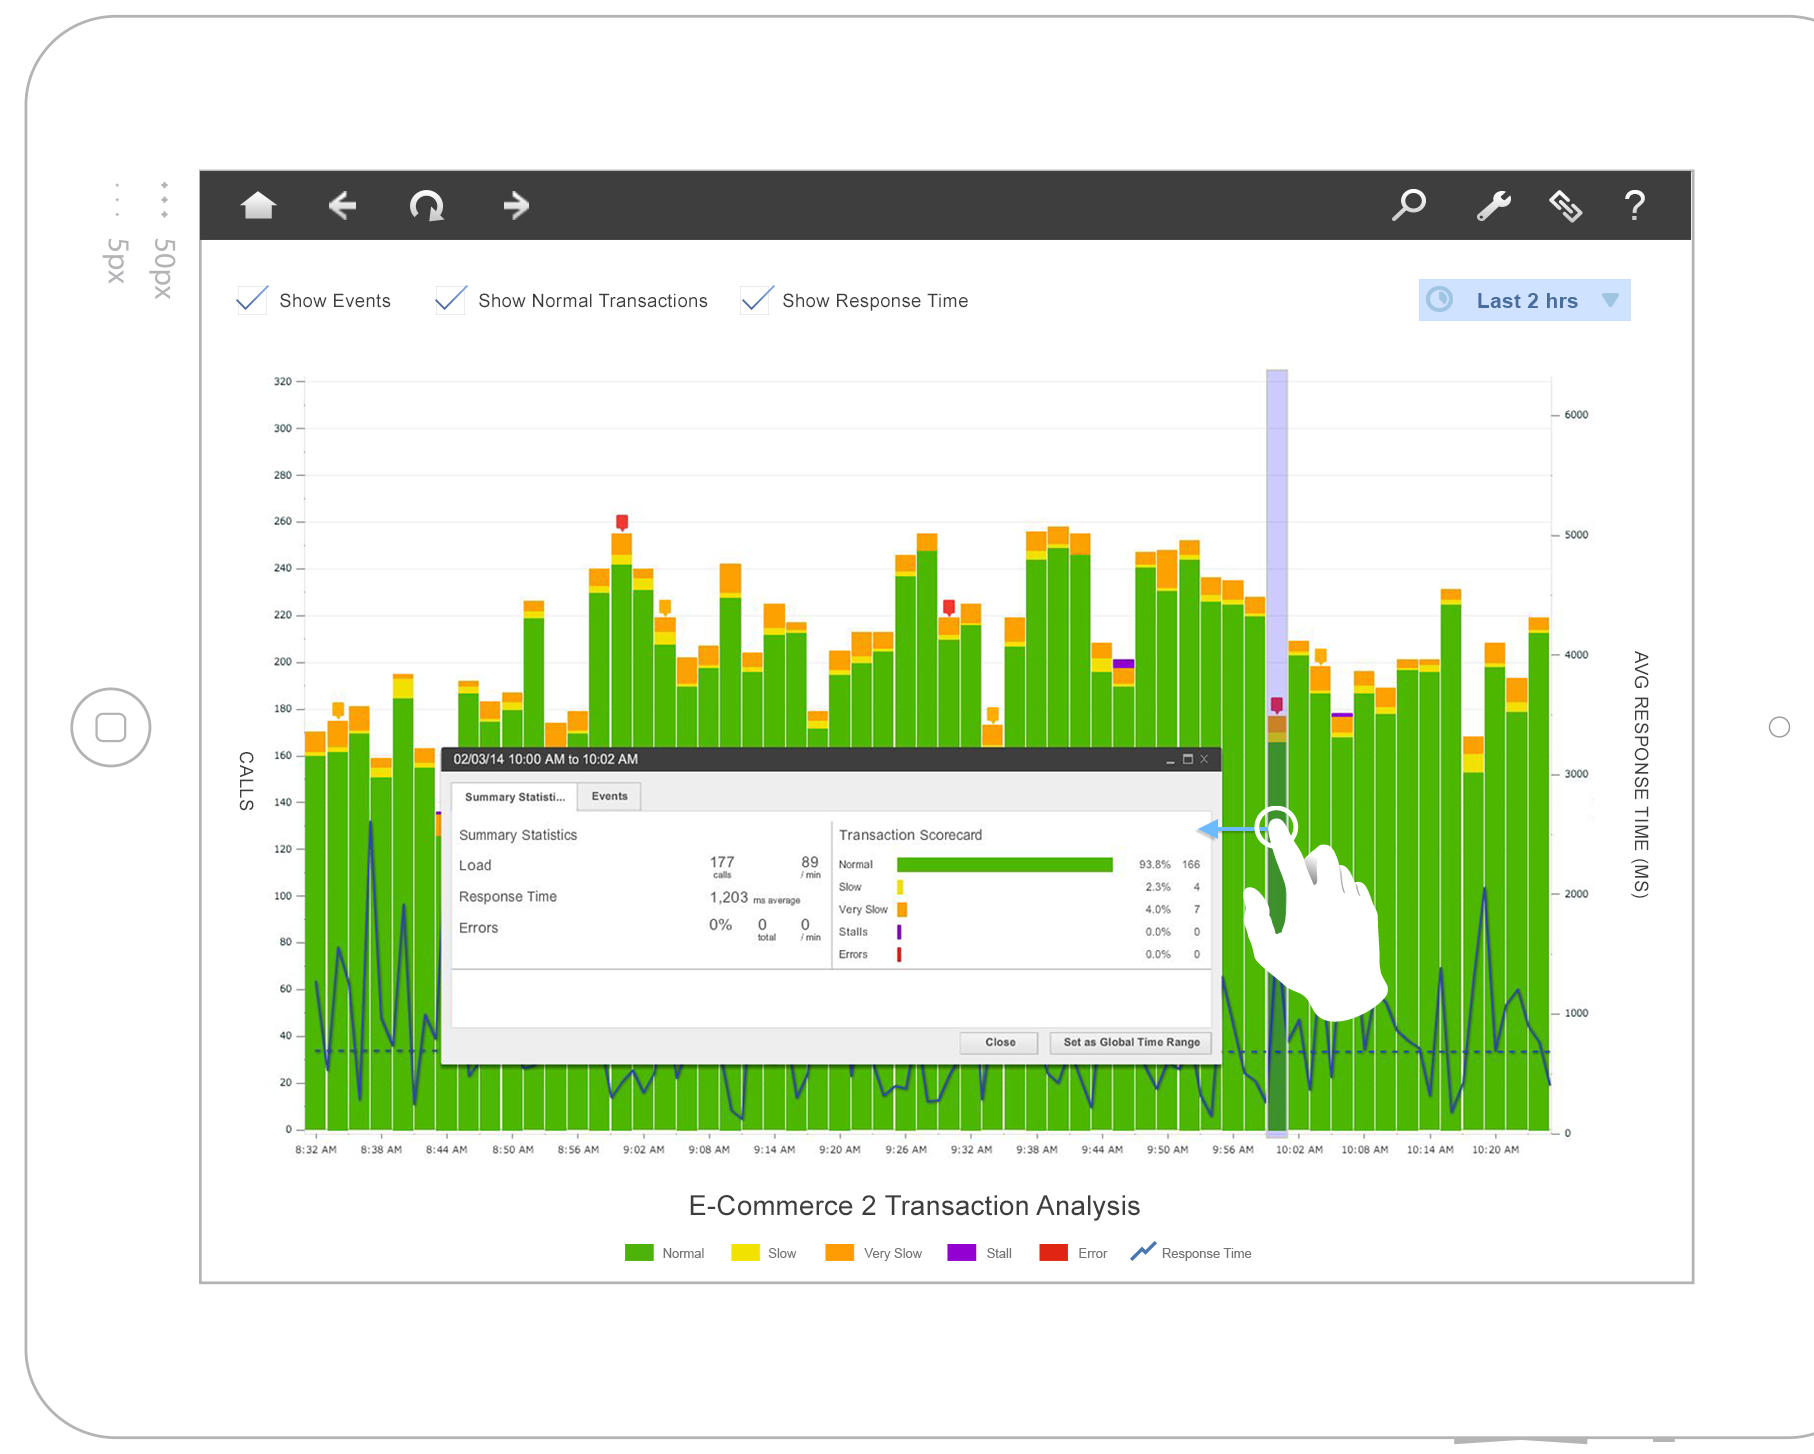 5px
50px
?
Show Events
Show Normal Transactions
Show Response Time
Last 2 hrs
320
300
280
260
240
220
200
180
160
140
120
100
80
60
40
20
0
CALLS
6000
5000
4000
3000
2000
1000
0
AVG RESPONSE TIME (MS)
02/03/14 10:00 AM to 10:02 AM
Summary Statisti...
Events
Summary Statistics
Load 177 calls 89 / min
Response Time 1,203 ms average
Errors 0% 0 total 0 / min
Transaction Scorecard
Normal 93.8% 166
Slow 2.3% 4
Very Slow 4.0% 7
Stalls 0.0% 0
Errors 0.0% 0
Close
Set as Global Time Range
8:32 AM 8:38 AM 8:44 AM 8:50 AM 8:56 AM 9:02 AM 9:08 AM 9:14 AM 9:20 AM 9:26 AM 9:32 AM 9:38 AM 9:44 AM 9:50 AM 9:56 AM 10:02 AM 10:08 AM 10:14 AM 10:20 AM
E-Commerce 2 Transaction Analysis
Normal Slow Very Slow Stall Error Response Time